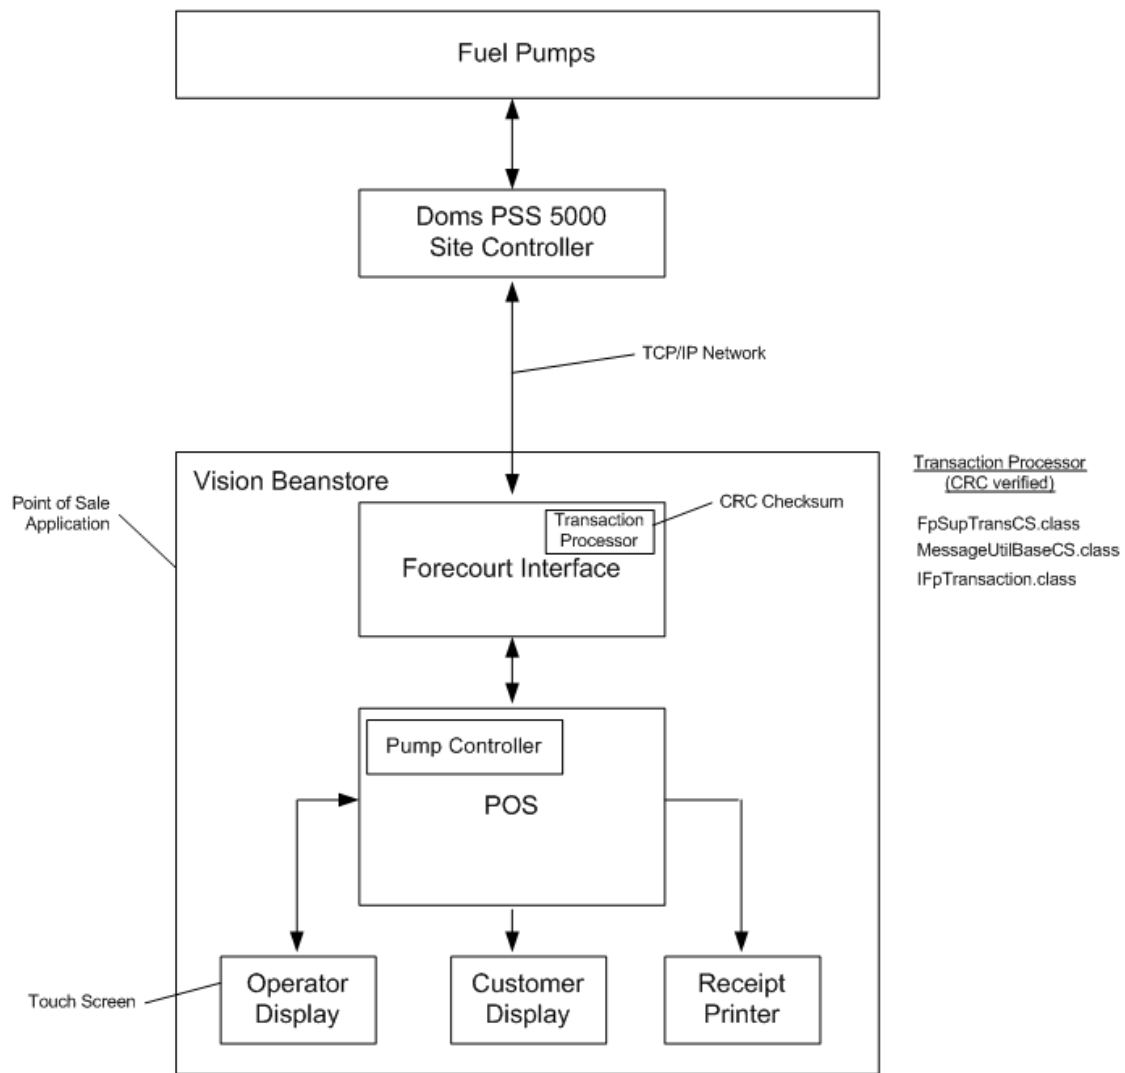 Fuel Pumps
Doms PSS 5000
Site Controller
TCP/IP Network
Vision Beanstore
Point of Sale
Application
Transaction
Processor
CRC Checksum
Forecourt Interface
Transaction Processor
(CRC verified)
FpSupTransCS.class
MessageUtilBaseCS.class
IFpTransaction.class
Pump Controller
POS
Touch Screen
Operator
Display
Customer
Display
Receipt
Printer